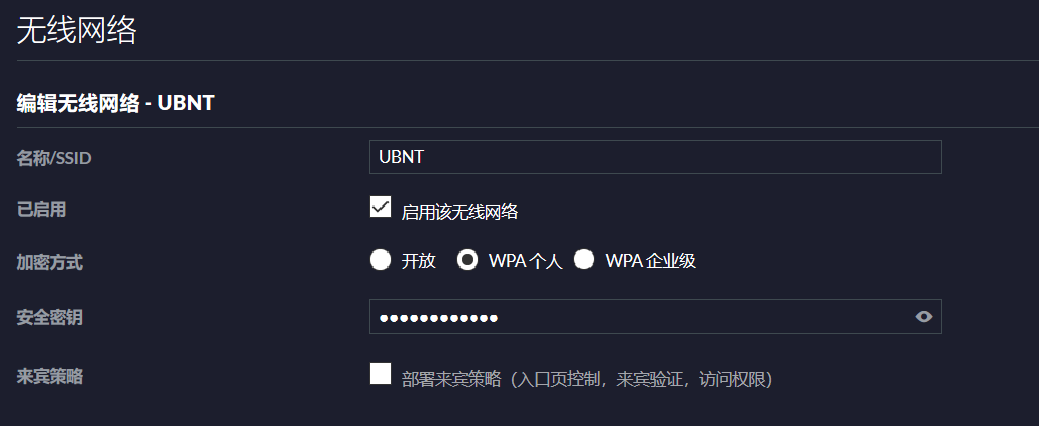 无线网络
编辑无线网络 - UBNT
名称/SSID UBNT
已启用 启用该无线网络
加密方式 开放 WPA 个人 WPA 企业级
安全密钥 ●●●●●●●●●●●●
来宾策略 部署来宾策略（入口页控制，来宾验证，访问权限）